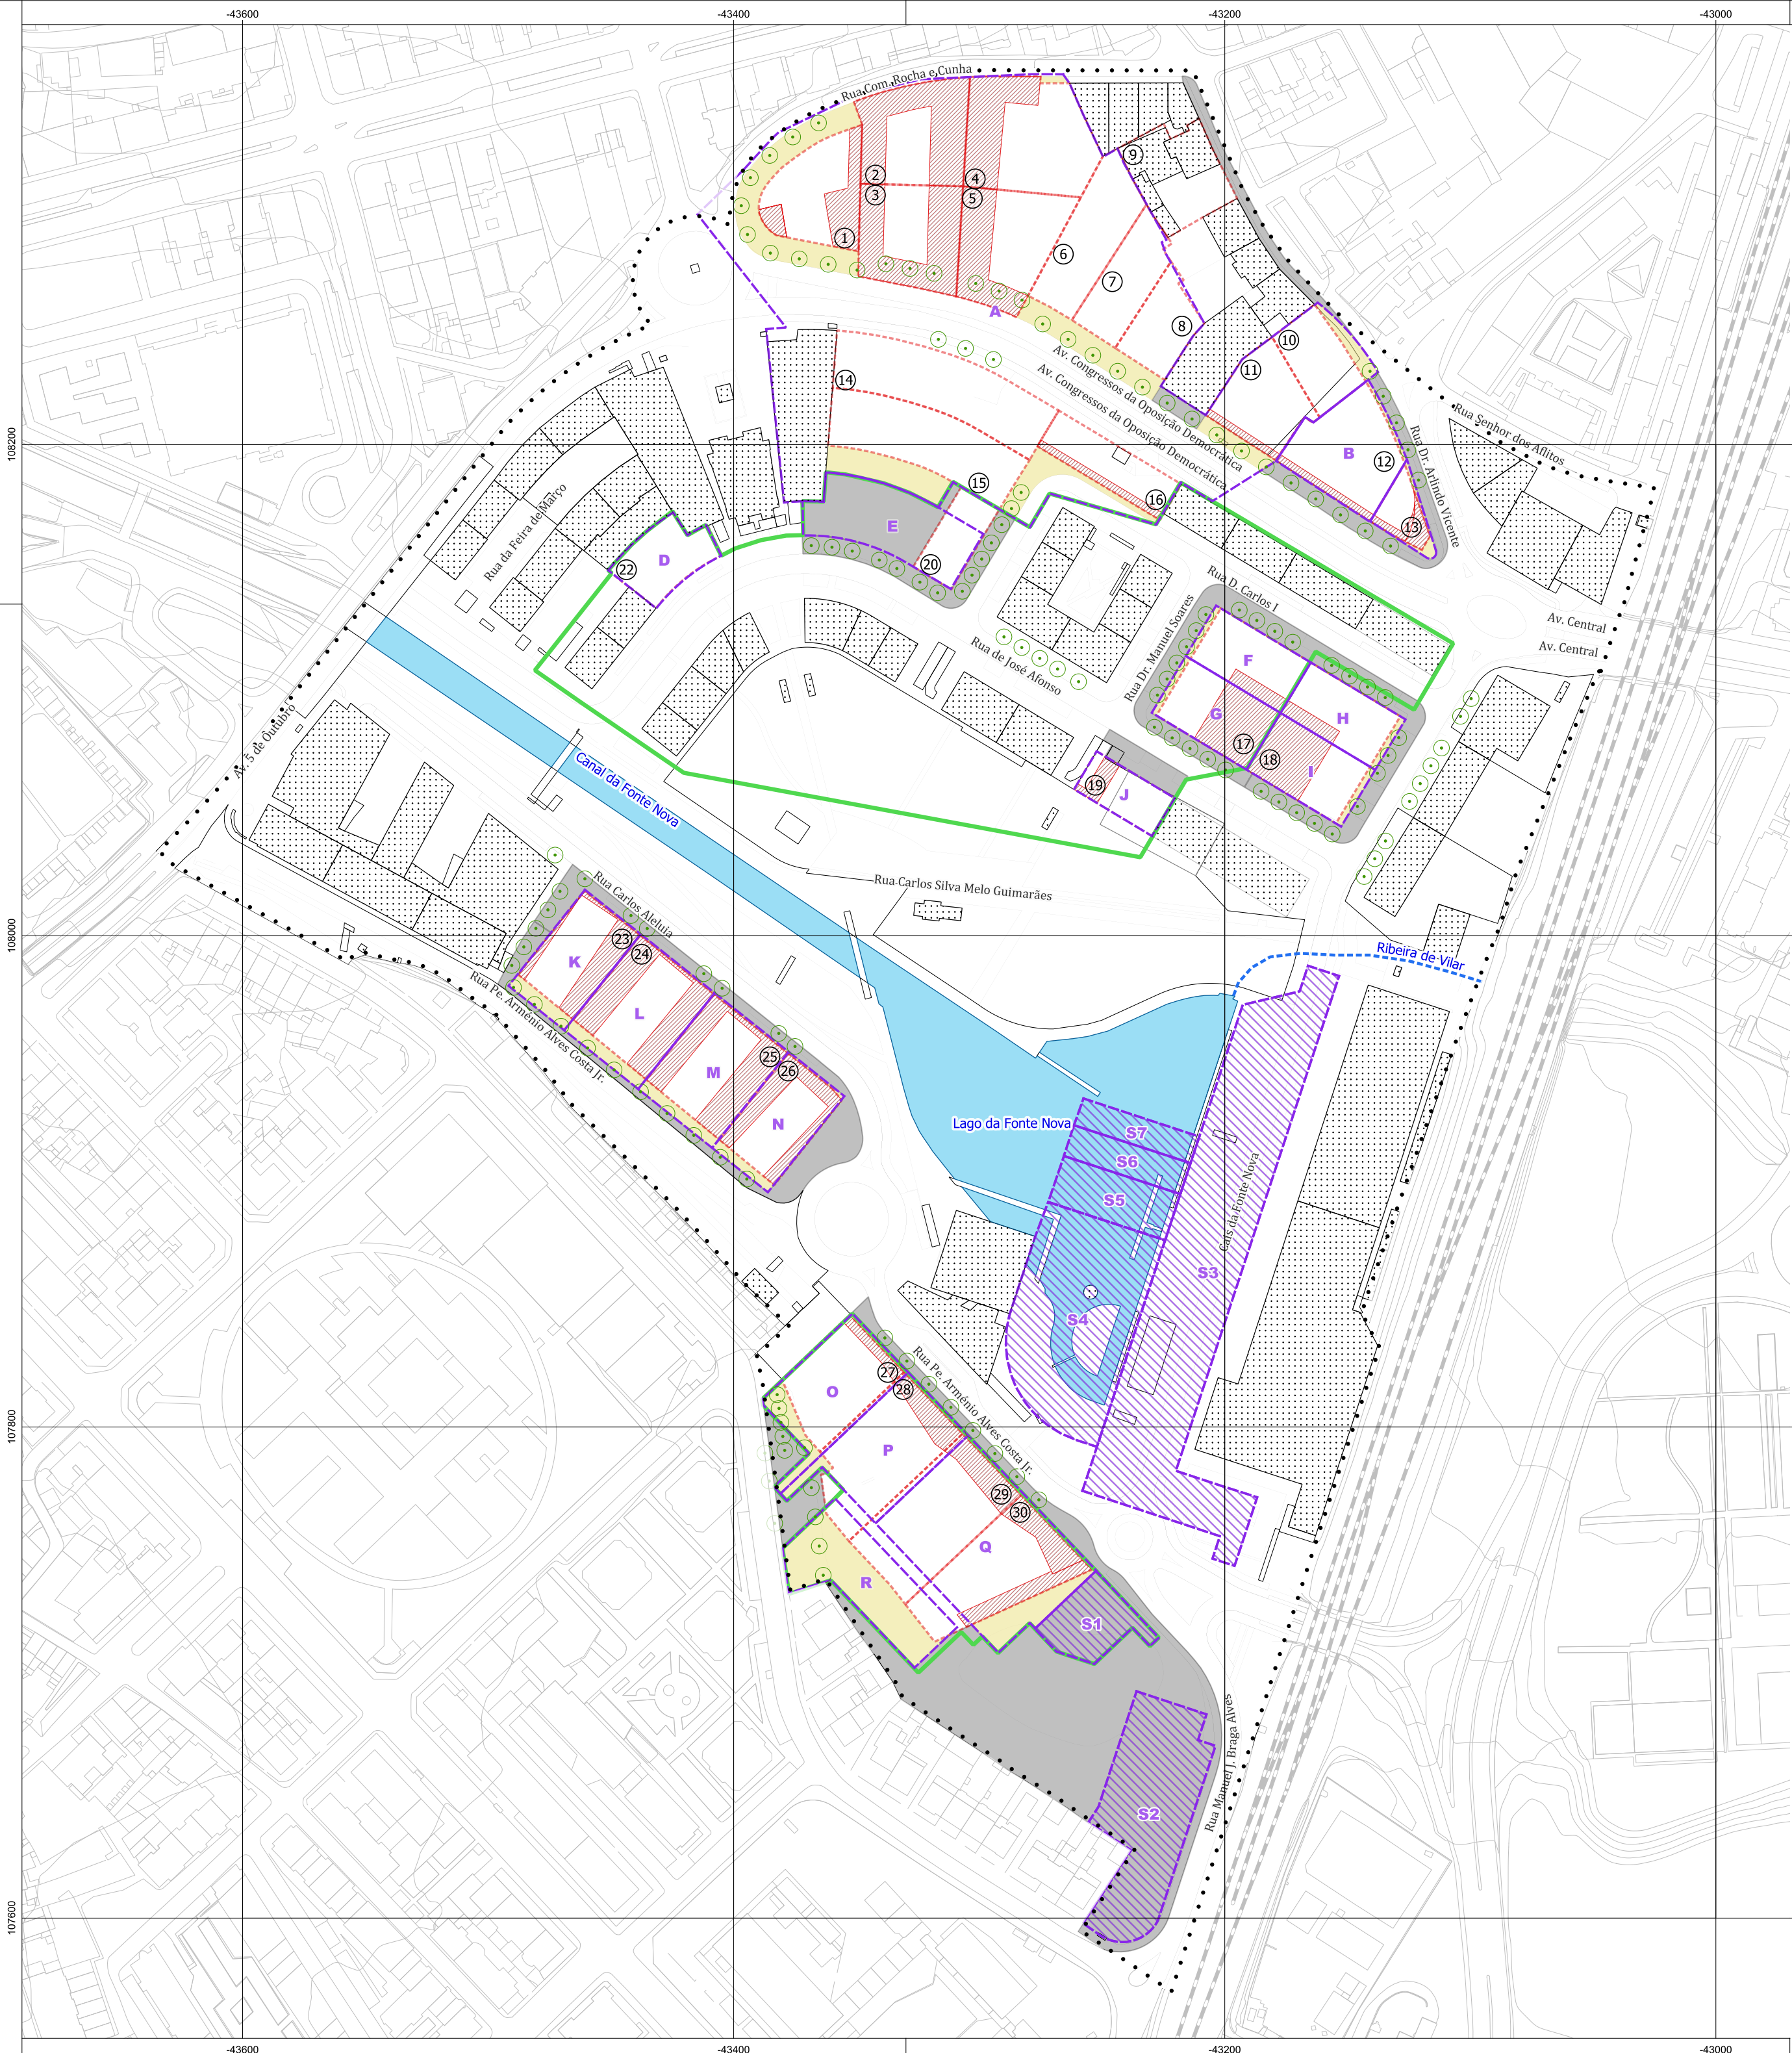 -43600
-43400
-43200
-43000
Rua Com. Rocha e Cunha
9
2
4
3
5
1
6
7
A
8
10
11
14
Av. Congressos da Oposição Democrática
Av. Congressos da Oposição Democrática
Rua Senhor dos Aflitos
108200
B
12
Rua Dr. Arlindo Vicente
15
16
13
Rua da Feira de Março
E
D
22
20
Rua D. Carlos I
Av. Central
Av. Central
Rua Dr. Manuel Soares
Rua de José Afonso
F
G
H
17
18
I
19
J
Av. 5 de Outubro
Canal da Fonte Nova
Rua Carlos Silva Melo Guimarães
Rua Carlos Aleluia
108000
23
24
K
Ribeira de Vilar
Rua Pe. Arménio Alves Costa Jr.
L
25
26
M
N
Lago da Fonte Nova
S7
S6
S5
Cais da Fonte Nova
S3
S4
Rua Pe. Arménio Alves Costa Jr.
27
28
O
107800
P
29
30
Q
R
S1
Rua Manuel J. Braga Alves
S2
107600
-43600
-43400
-43200
-43000